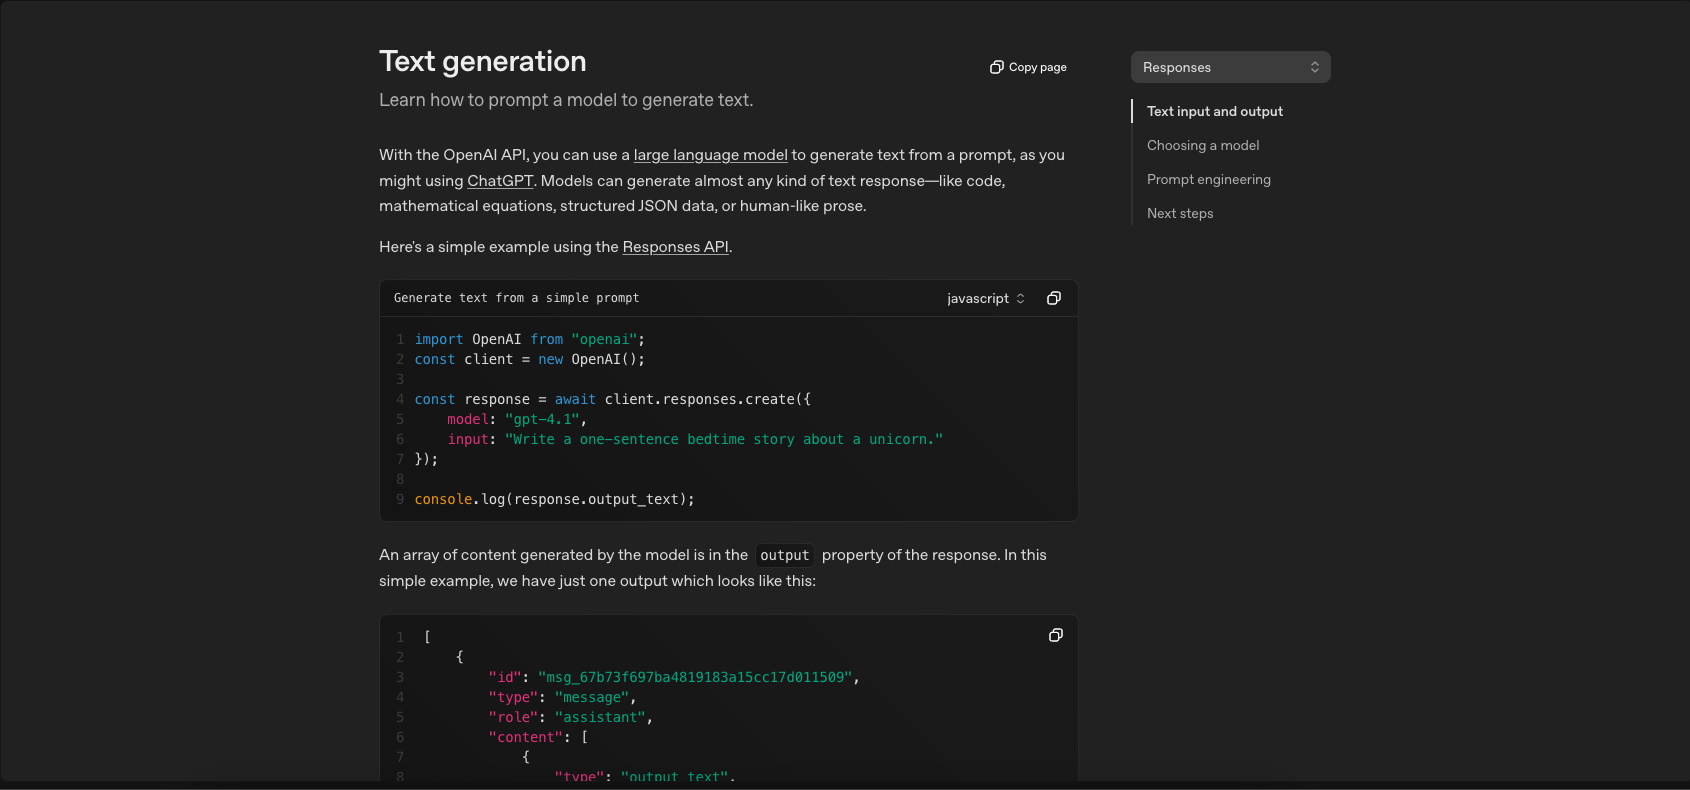 Text generation
Copy page
Learn how to prompt a model to generate text.
With the OpenAI API, you can use a large language model to generate text from a prompt, as you
might using ChatGPT. Models can generate almost any kind of text response—like code,
mathematical equations, structured JSON data, or human-like prose.
Here's a simple example using the Responses API.
Generate text from a simple prompt
javascript
1 import OpenAI from "openai";
2 const client = new OpenAI();
3
4 const response = await client.responses.create({
5     model: "gpt-4.1",
6     input: "Write a one-sentence bedtime story about a unicorn."
7 });
8
9 console.log(response.output_text);
An array of content generated by the model is in the output property of the response. In this
simple example, we have just one output which looks like this:
1 [
2     {
3         "id": "msg_67b73f697ba4819183a15cc17d011509",
4         "type": "message",
5         "role": "assistant",
6         "content": [
7             {
8                 "type": "output_text",
Responses
Text input and output
Choosing a model
Prompt engineering
Next steps